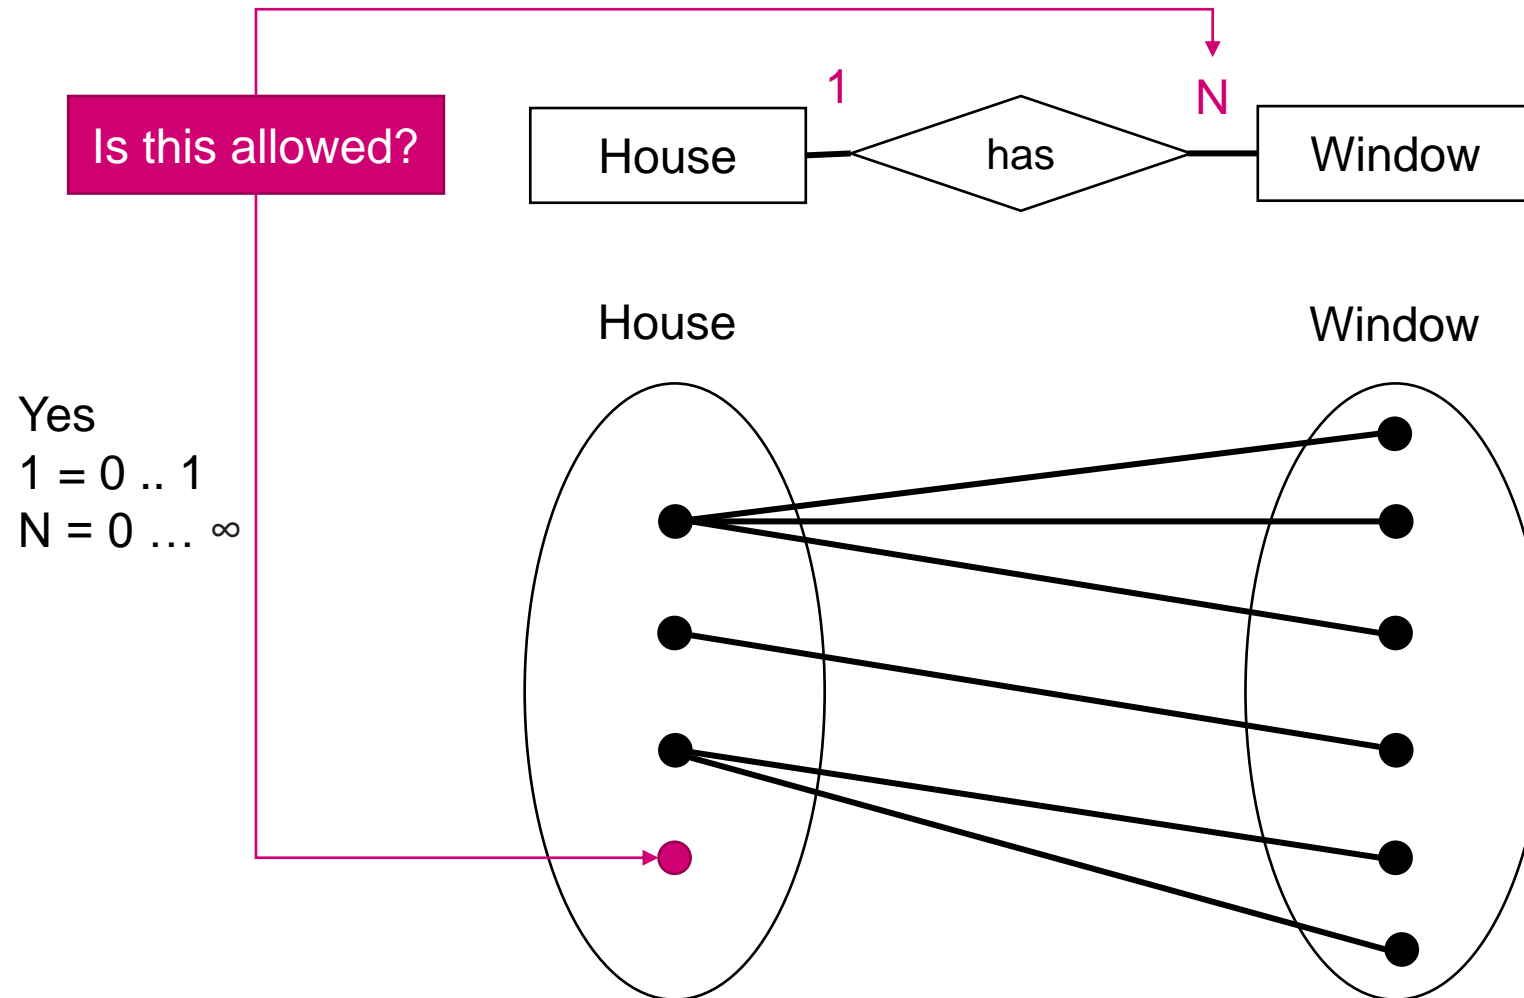 Is this allowed?
1
N
House
has
Window
House
Window
Yes
1 = 0 .. 1
N = 0 … ∞